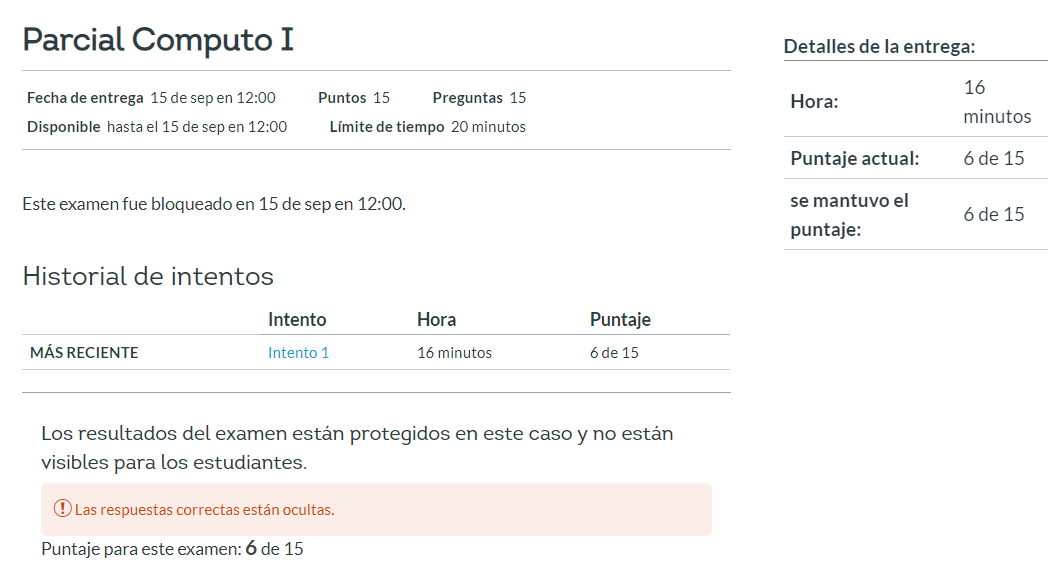 Parcial Computo I
Fecha de entrega 15 de sep en 12:00 Puntos 15 Preguntas 15
Disponible hasta el 15 de sep en 12:00 Límite de tiempo 20 minutos
Este examen fue bloqueado en 15 de sep en 12:00.
Historial de intentos
Intento Hora Puntaje
MÁS RECIENTE Intento 1 16 minutos 6 de 15
Los resultados del examen están protegidos en este caso y no están
visibles para los estudiantes.
Las respuestas correctas están ocultas.
Puntaje para este examen: 6 de 15
Detalles de la entrega:
Hora: 16
minutos
Puntaje actual: 6 de 15
se mantuvo el
puntaje: 6 de 15